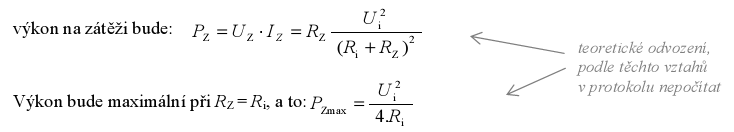 výkon na zátěži bude: P_Z = U_Z · I_Z = R_Z U_i^2 / (R_i + R_Z)^2
teoretické odvození,
podle těchto vztahů
v protokolu nepočítat
Výkon bude maximální při R_Z = R_i, a to: P_Zmax = U_i^2 / 4.R_i